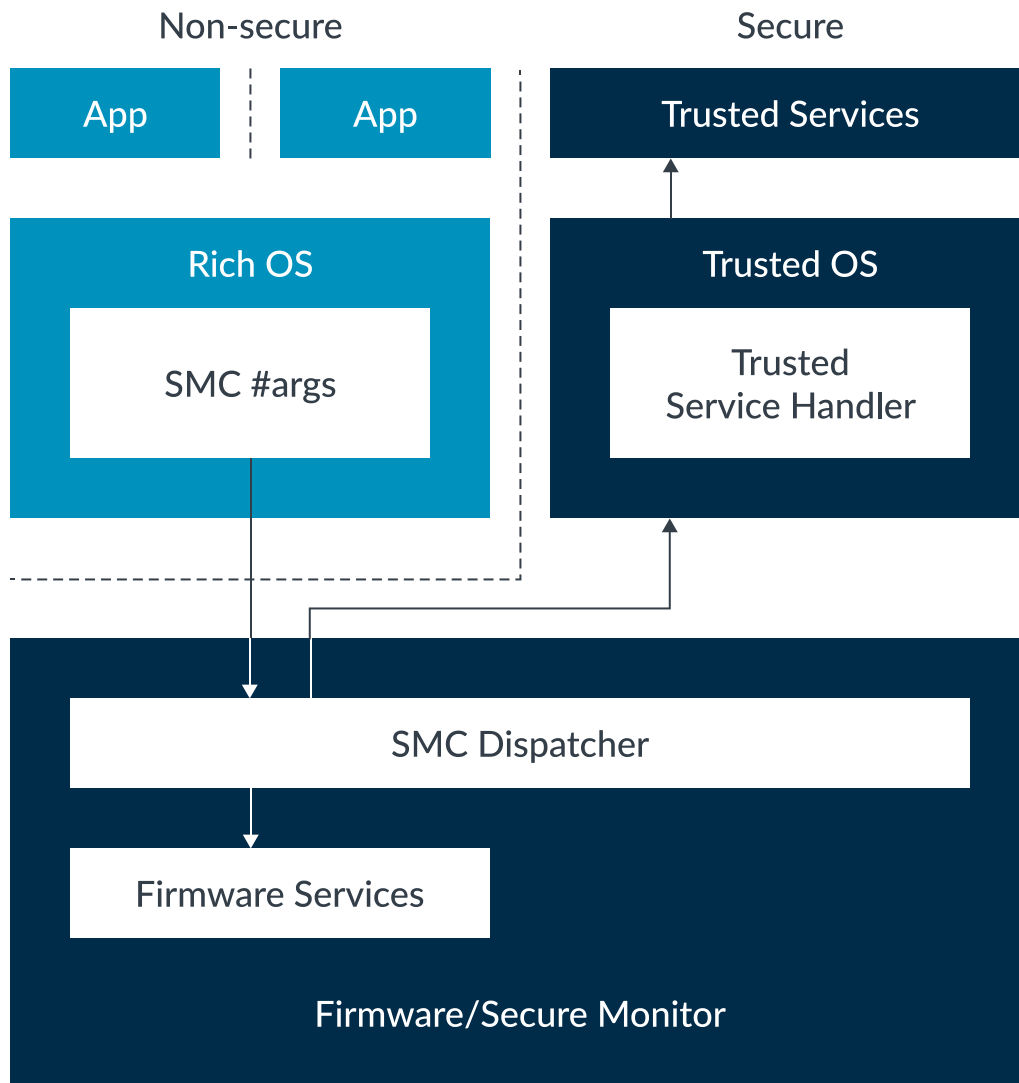 Non-secure
Secure
App
App
Trusted Services
Rich OS
Trusted OS
SMC #args
Trusted
Service Handler
SMC Dispatcher
Firmware Services
Firmware/Secure Monitor